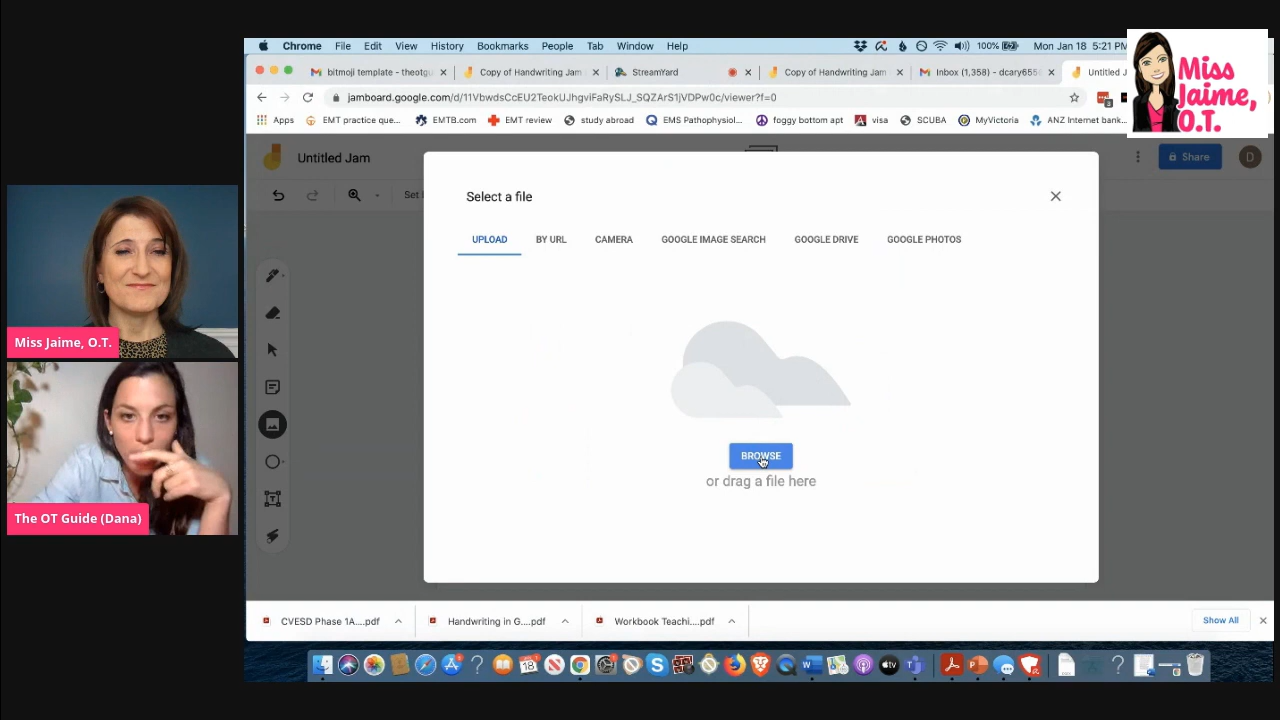 Chrome File Edit View History Bookmarks People Tab Window Help
100% Mon Jan 18 5:21 PM
bitmoji template - theotgu
Copy of Handwriting Jam
StreamYard
Copy of Handwriting Jam
Inbox (1,358) - dcary655
Untitled J
jamboard.google.com/d/11VbwdsCcEU2TeokUJhgviFaRySLJ_SQZArS1jVDPw0c/viewer?f=0
Apps
EMT practice que...
EMTB.com
EMT review
study abroad
EMS Pathophysiol...
foggy bottom apt
visa
SCUBA
MyVictoria
ANZ Internet bank...
Miss
Jaime,
O.T.
Untitled Jam
Share
D
Set
Select a file
UPLOAD
BY URL
CAMERA
GOOGLE IMAGE SEARCH
GOOGLE DRIVE
GOOGLE PHOTOS
BROWSE
or drag a file here
Miss Jaime, O.T.
The OT Guide (Dana)
CVESD Phase 1A....pdf
Handwriting in G....pdf
Workbook Teachi....pdf
Show All
18
tv